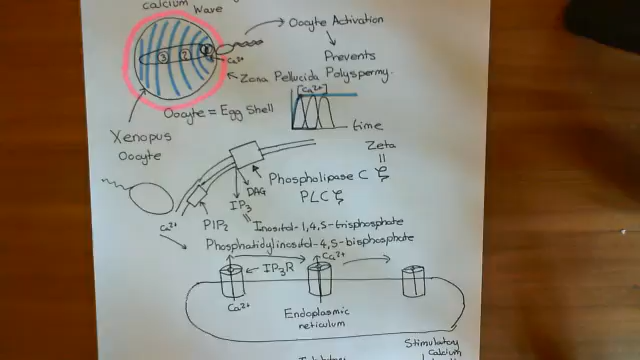 calcium
Wave
Oocyte Activation
Prevents
Polyspermy.
3 2
Ca²⁺
Zona Pellucida
Oocyte = Egg Shell
[Ca²⁺]
time
Xenopus
Oocyte
Zeta
=
Phospholipase C ζ
PLC ζ
DAG
IP₃
=
Inositol-1,4,5-trisphosphate
PIP₂
Ca²⁺
Phosphatidylinositol-4,5-bisphosphate
IP₃R
Ca²⁺
Ca²⁺
Endoplasmic
reticulum
Stimulatory
Calcium